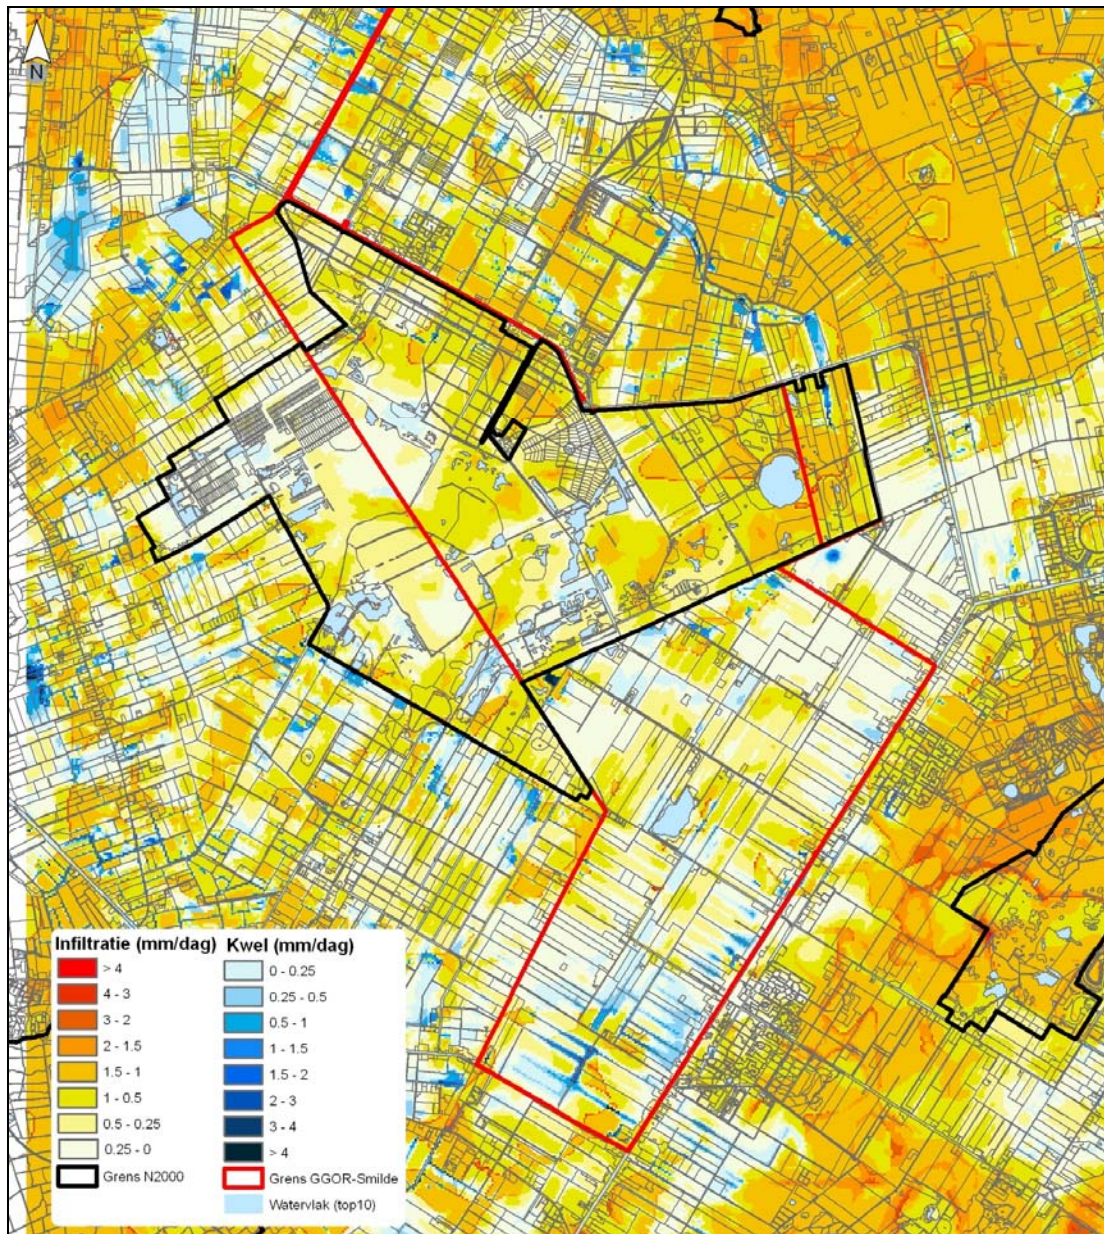 N
Infiltratie (mm/dag) Kwel (mm/dag)
> 4 0 - 0.25
4 - 3 0.25 - 0.5
3 - 2 0.5 - 1
2 - 1.5 1 - 1.5
1.5 - 1 1.5 - 2
1 - 0.5 2 - 3
0.5 - 0.25 3 - 4
0.25 - 0 > 4
Grens N2000 Grens GGOR-Smilde
Watervlak (top10)